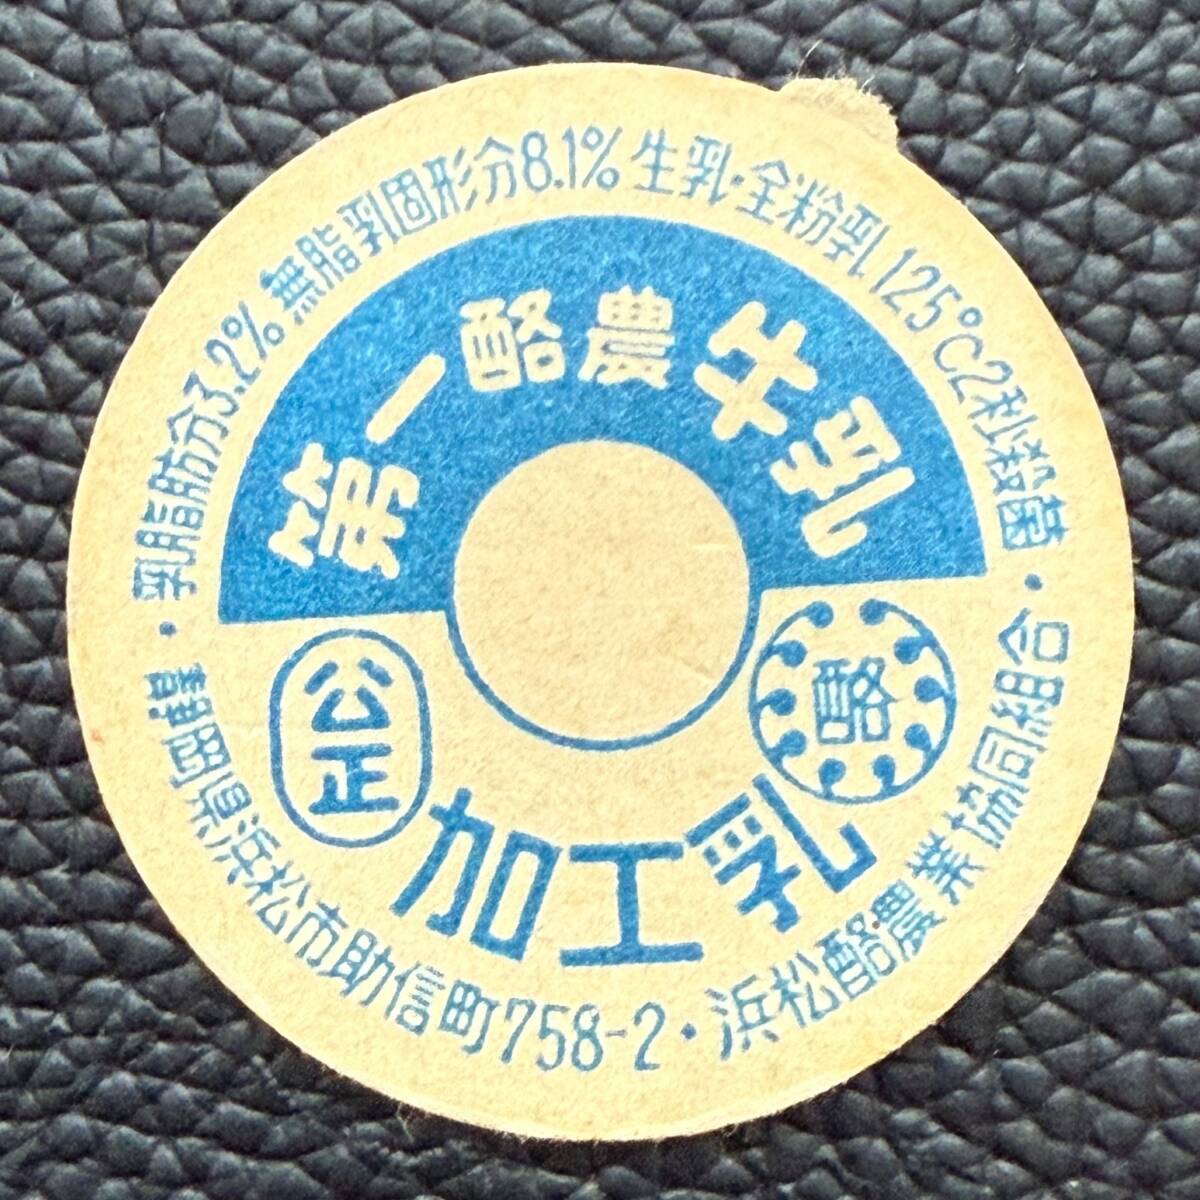 乳脂肪分3.2% 無脂乳固形分8.1% 生乳・全粉乳 125℃2秒殺菌
第一酪農牛乳
公正
酪
加工乳
静岡県浜松市助信町758-2・浜松酪農業協同組合・